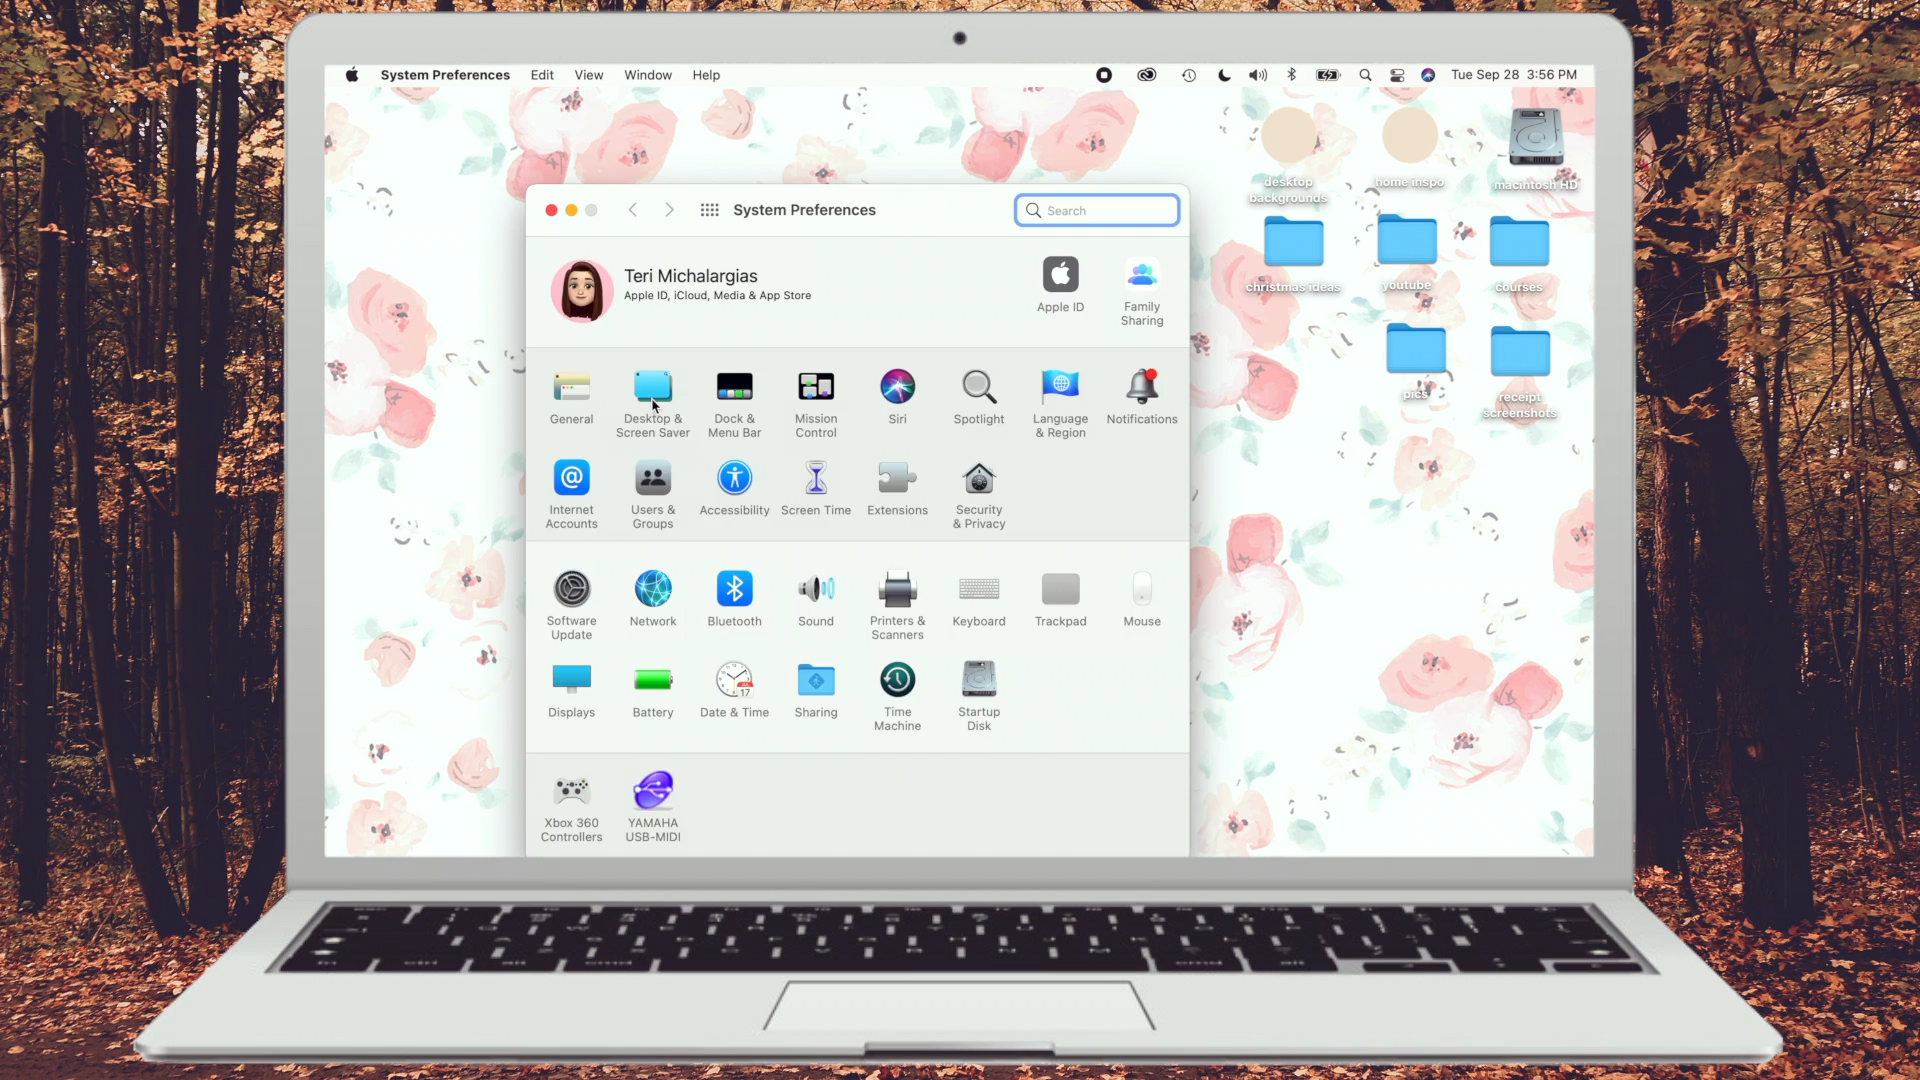 System Preferences Edit View Window Help
Tue Sep 28 3:56 PM
desktop
backgrounds
home inspo
macintosh HD
christmas ideas
youtube
courses
pics
receipt
screenshots
System Preferences
Search
Teri Michalargias
Apple ID, iCloud, Media & App Store
Apple ID
Family
Sharing
General
Desktop &
Screen Saver
Dock &
Menu Bar
Mission
Control
Siri
Spotlight
Language
& Region
Notifications
Internet
Accounts
Users &
Groups
Accessibility
Screen Time
Extensions
Security
& Privacy
Software
Update
Network
Bluetooth
Sound
Printers &
Scanners
Keyboard
Trackpad
Mouse
Displays
Battery
17
Date & Time
Sharing
Time
Machine
Startup
Disk
Xbox 360
Controllers
YAMAHA
USB-MIDI